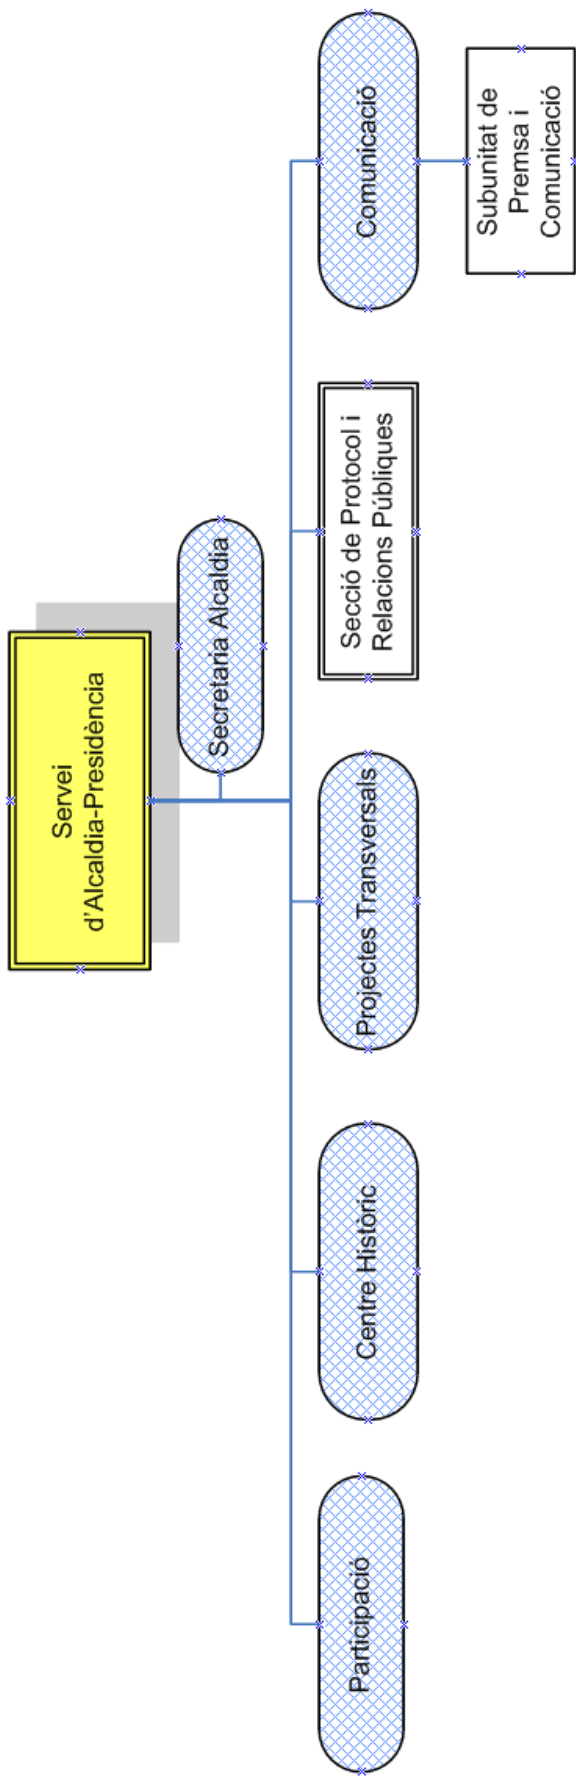 Servei
d'Alcaldia-Presidència
Secretaria Alcaldia
Participació
Centre Històric
Projectes Transversals
Secció de Protocol i
Relacions Públiques
Comunicació
Subunitat de
Premsa i
Comunicació